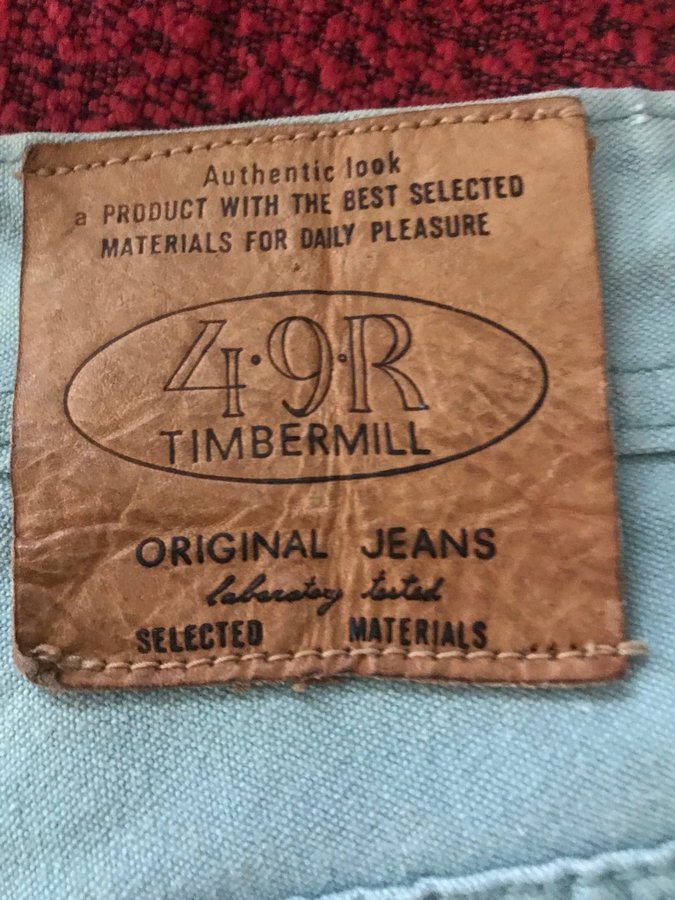 Authentic look
a PRODUCT WITH THE BEST SELECTED
MATERIALS FOR DAILY PLEASURE
4·9·R
TIMBERMILL
ORIGINAL JEANS
laboratory tested
SELECTED MATERIALS